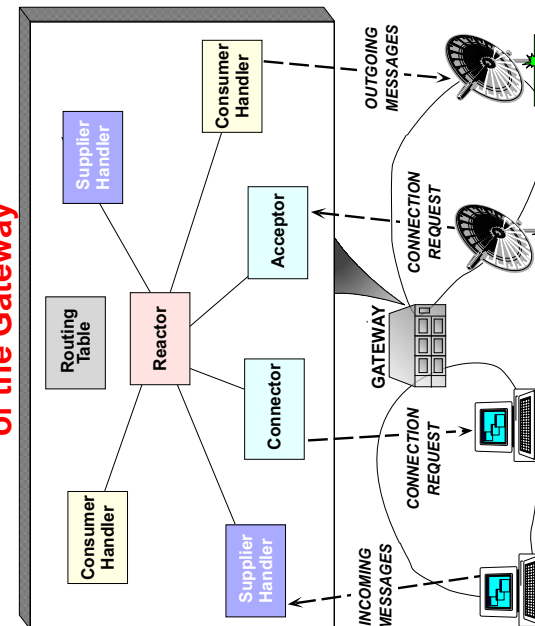 of the Gateway
Consumer
Handler
Supplier
Handler
Routing
Table
Reactor
Acceptor
Connector
Consumer
Handler
Supplier
Handler
OUTGOING
MESSAGES
CONNECTION
REQUEST
GATEWAY
CONNECTION
REQUEST
INCOMING
MESSAGES